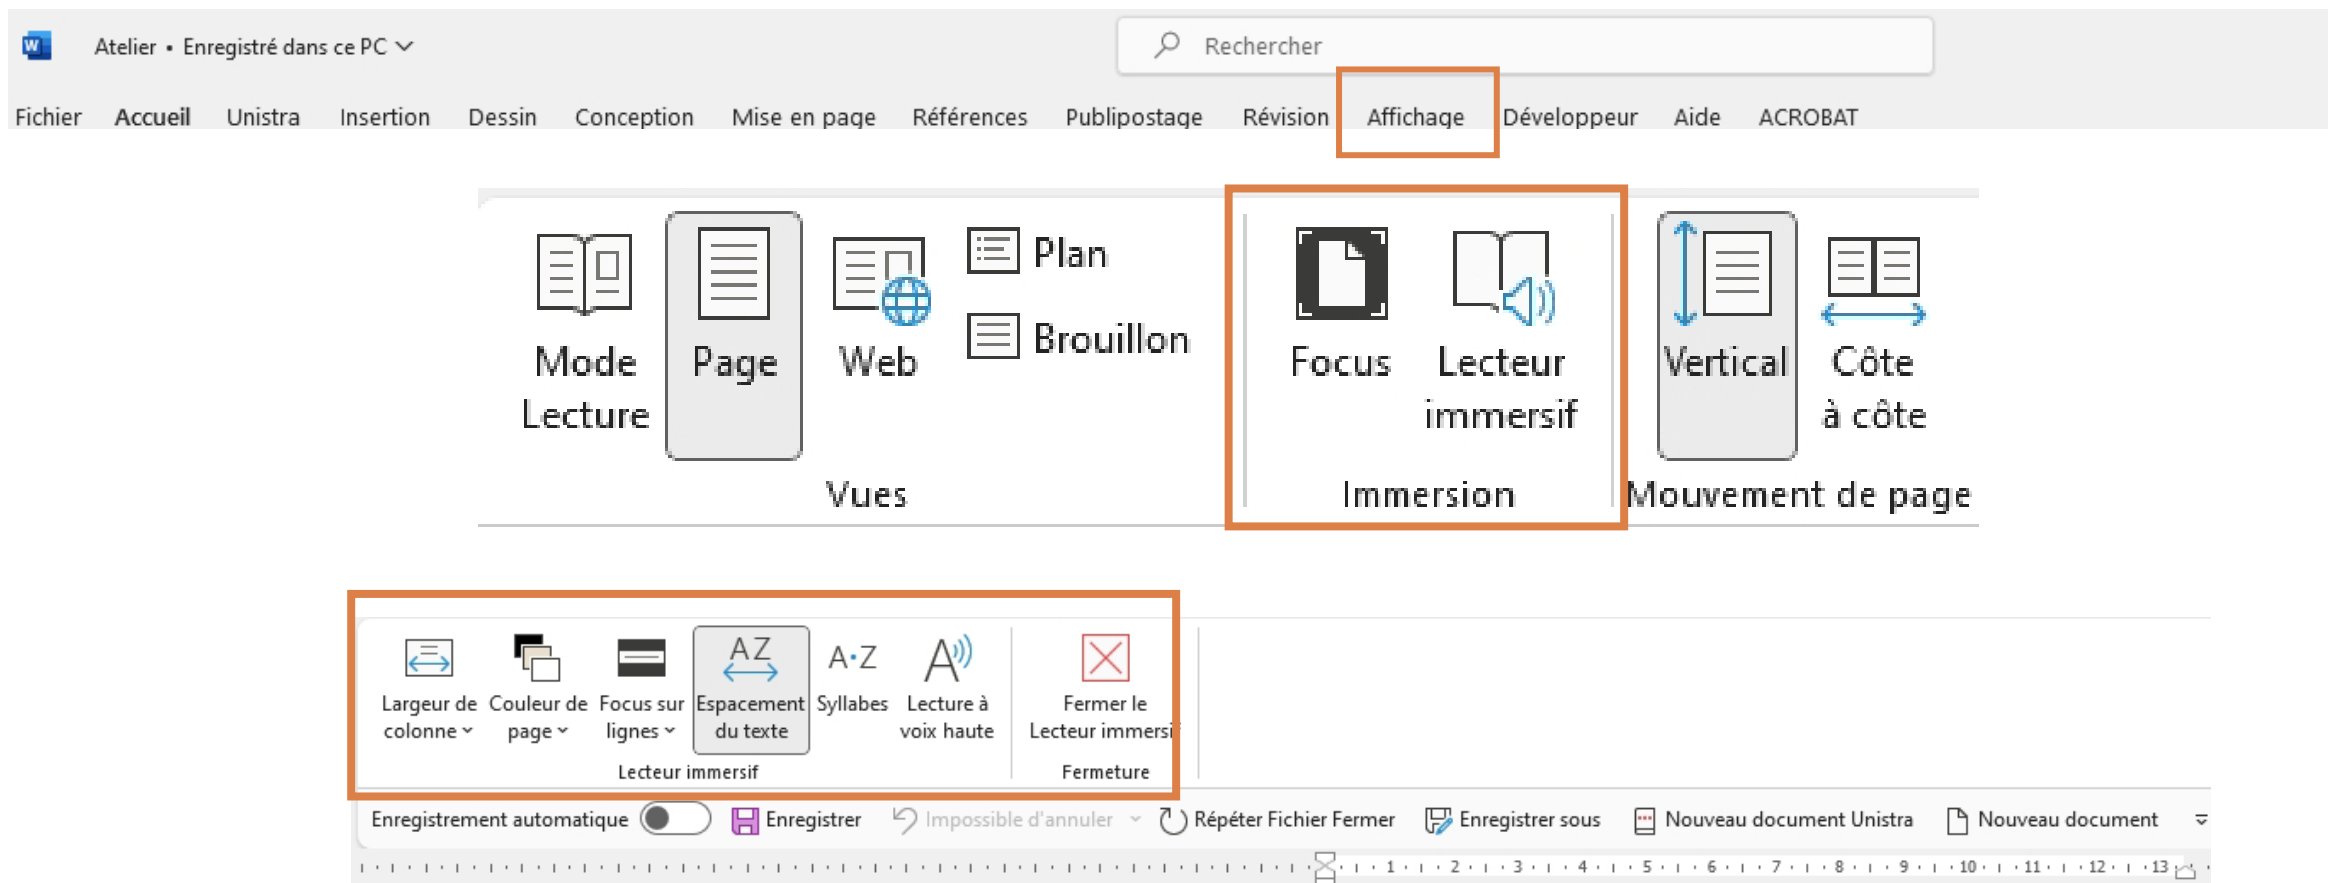 W Atelier • Enregistré dans ce PC
Rechercher
Fichier Accueil Unistra Insertion Dessin Conception Mise en page Références Publipostage Révision Affichage Développeur Aide ACROBAT
Mode Lecture
Page
Web
Plan
Brouillon
Vues
Focus
Lecteur immersif
Immersion
Vertical
Côte à côte
Mouvement de page
Largeur de colonne
Couleur de page
Focus sur lignes
AZ
Espacement du texte
A·Z
Syllabes
A
Lecture à voix haute
Lecteur immersif
Fermer le Lecteur immersif
Fermeture
Enregistrement automatique Enregistrer Impossible d'annuler Répéter Fichier Fermer Enregistrer sous Nouveau document Unistra Nouveau document
1 2 3 4 5 6 7 8 9 10 11 12 13